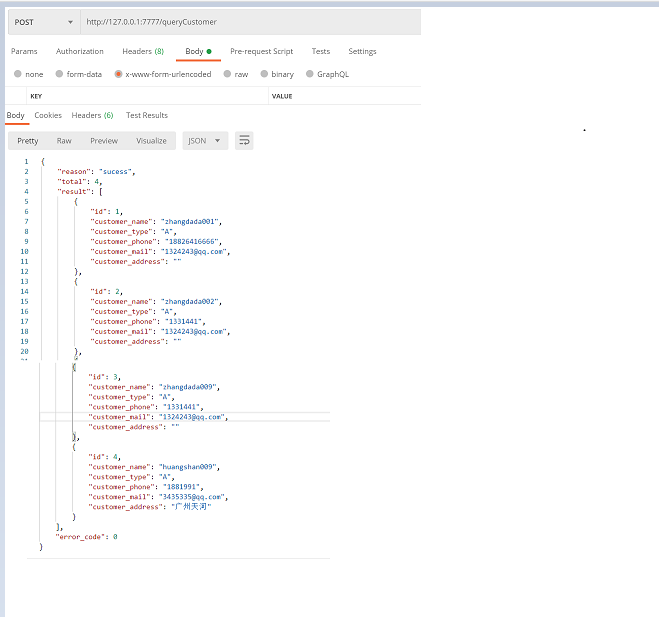 POST http://127.0.0.1:7777/queryCustomer
Params Authorization Headers (8) Body Pre-request Script Tests Settings
none form-data x-www-form-urlencoded raw binary GraphQL
KEY VALUE
Body Cookies Headers (6) Test Results
Pretty Raw Preview Visualize JSON
1 {
2 "reason": "sucess",
3 "total": 4,
4 "result": [
5 {
6 "id": 1,
7 "customer_name": "zhangdada001",
8 "customer_type": "A",
9 "customer_phone": "18826416666",
10 "customer_mail": "1324243@qq.com",
11 "customer_address": ""
12 },
13 {
14 "id": 2,
15 "customer_name": "zhangdada002",
16 "customer_type": "A",
17 "customer_phone": "1331441",
18 "customer_mail": "1324243@qq.com",
19 "customer_address": ""
20 },
{
"id": 3,
"customer_name": "zhangdada009",
"customer_type": "A",
"customer_phone": "1331441",
"customer_mail": "1324243@qq.com",
"customer_address": ""
},
{
"id": 4,
"customer_name": "huangshan009",
"customer_type": "A",
"customer_phone": "1881991",
"customer_mail": "3435335@qq.com",
"customer_address": "广州天河"
}
],
"error_code": 0
}